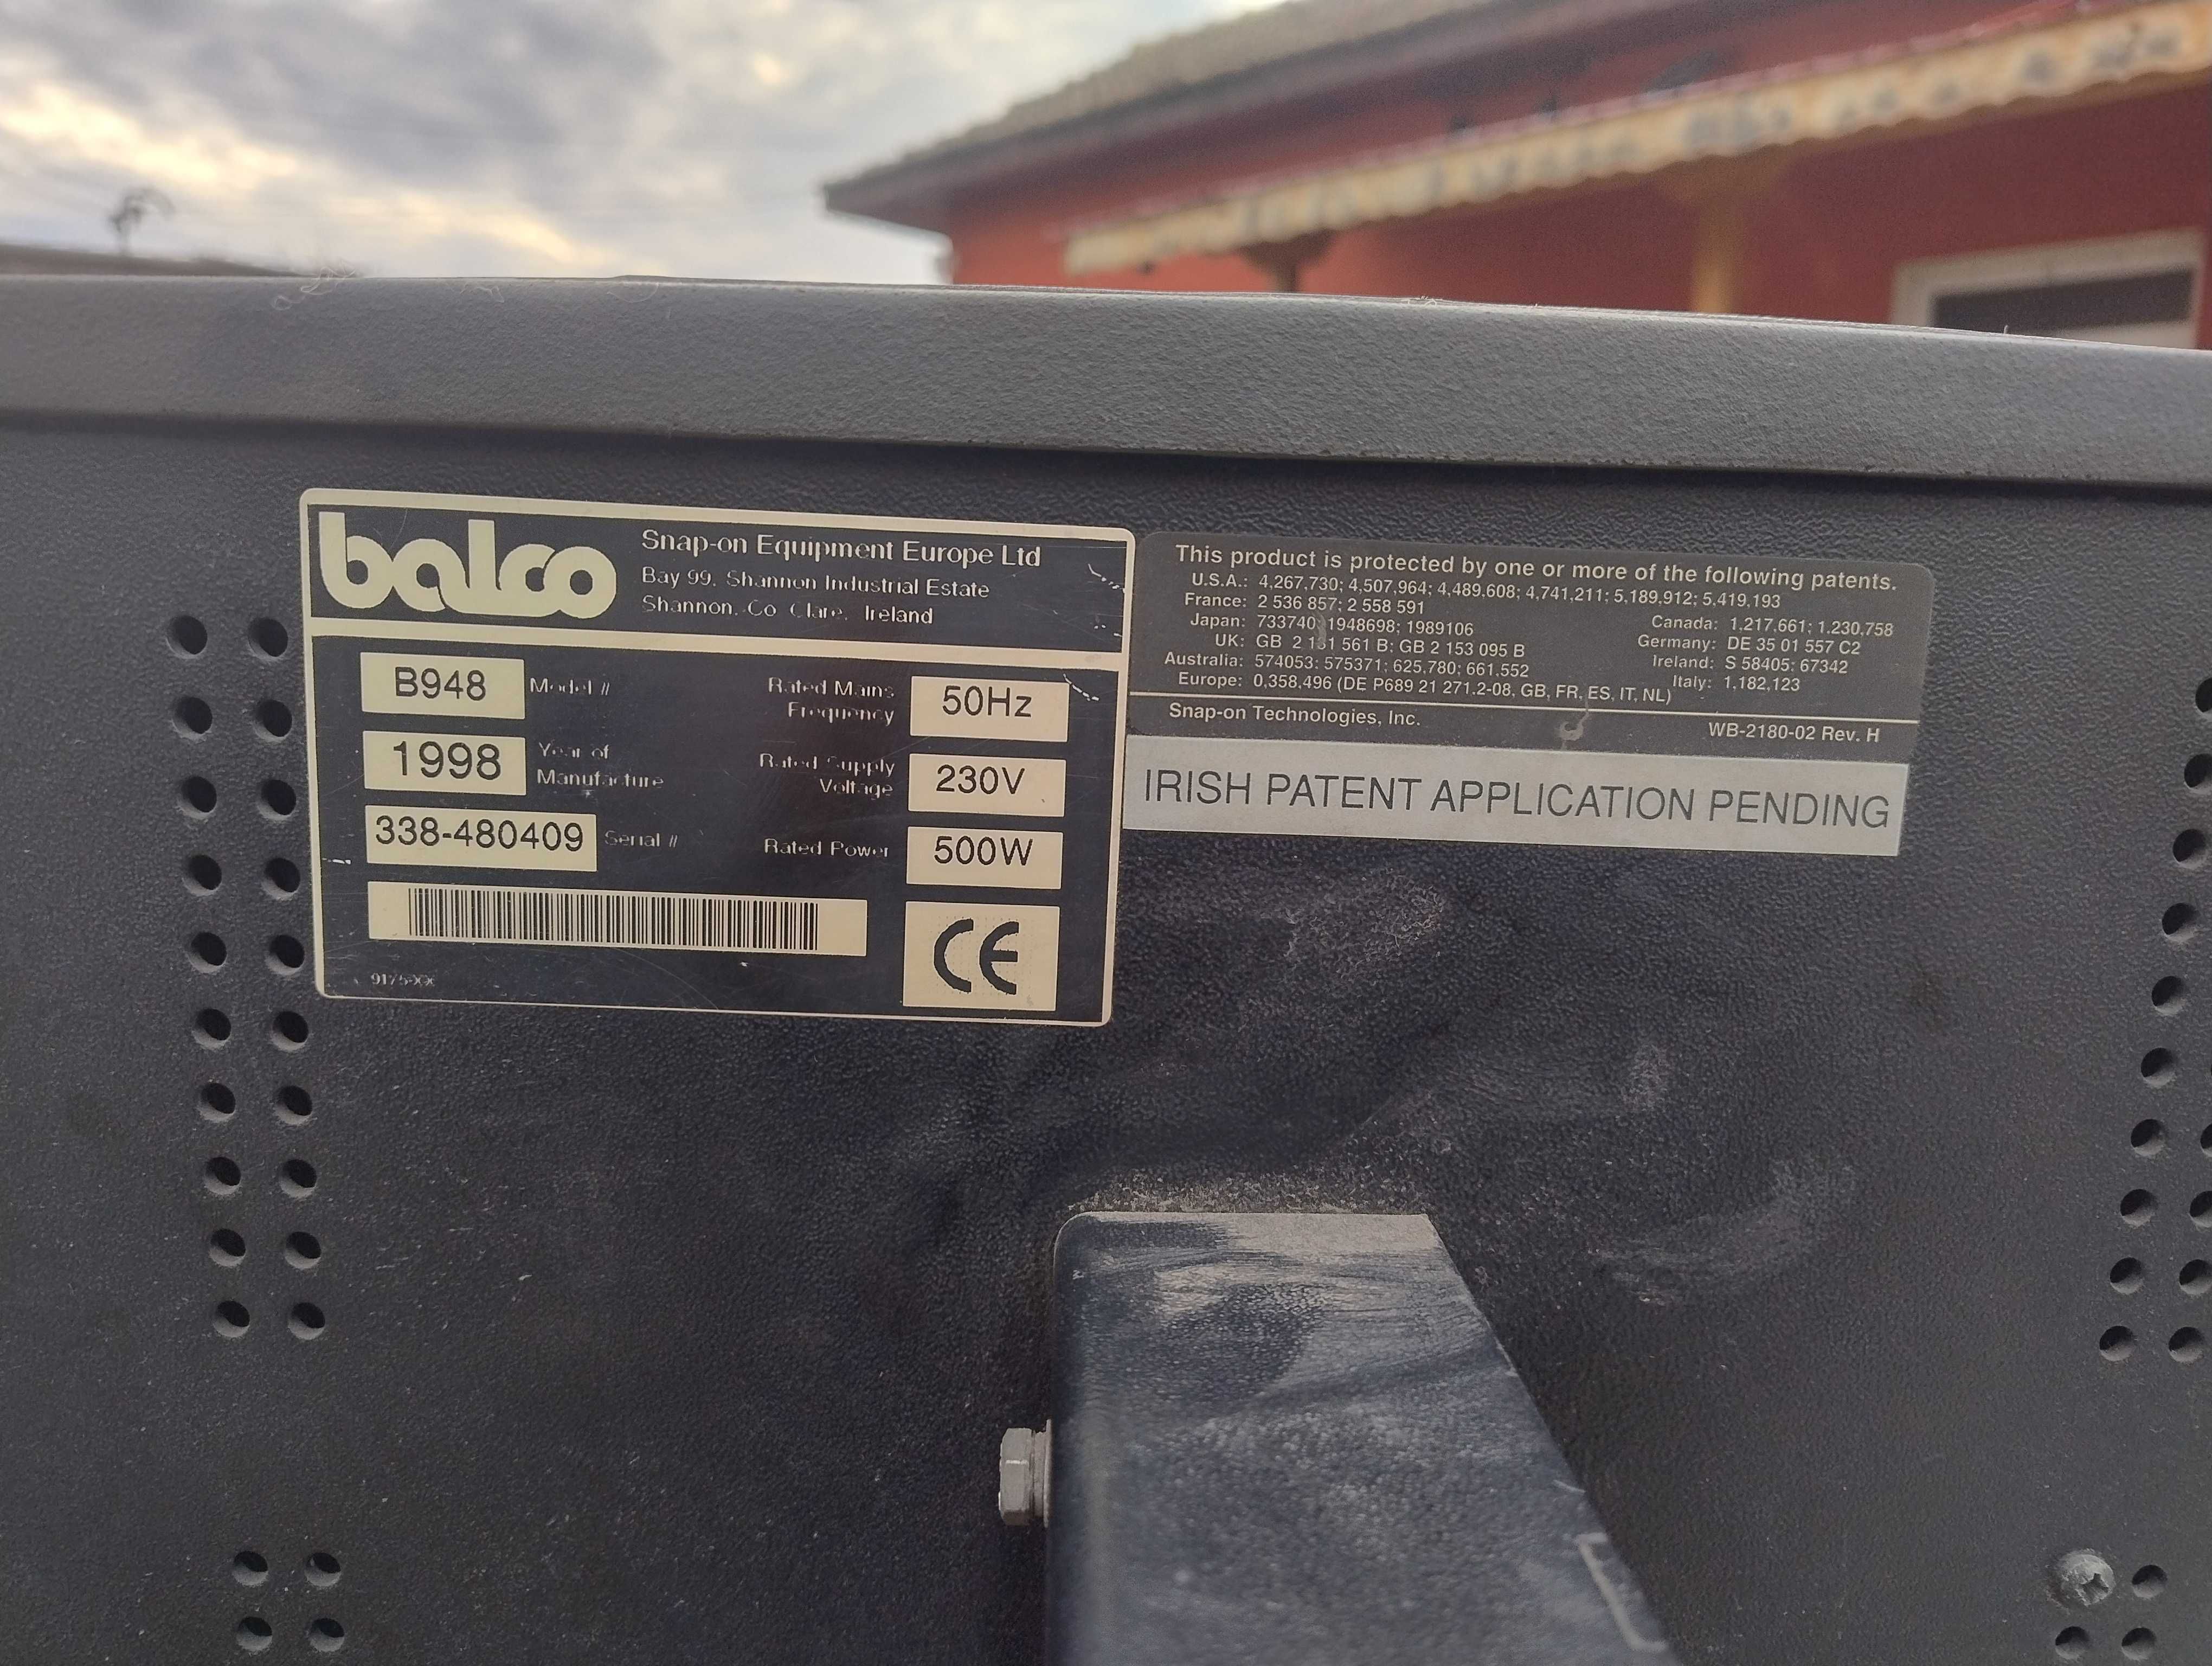 balco
Snap-on Equipment Europe Ltd
Bay 99, Shannon Industrial Estate
Shannon, Co Clare, Ireland
B948 Model #
1998 Year of Manufacture
338-480409 Serial #
Rated Mains Frequency 50Hz
Rated Supply Voltage 230V
Rated Power 500W
CE
This product is protected by one or more of the following patents.
U.S.A.: 4,267,730; 4,507,964; 4,489.608; 4,741,211; 5,189,912; 5,419,193
France: 2 536 857; 2 558 591
Canada: 1,217,661; 1,230,758
Japan: 733740; 1948698; 1989106
Germany: DE 35 01 557 C2
UK: GB 2 131 561 B; GB 2 153 095 B
Ireland: S 58405; 67342
Australia: 574053; 575371; 625,780; 661.552
Italy: 1,182,123
Europe: 0,358,496 (DE P689 21 271.2-08, GB, FR, ES, IT, NL)
Snap-on Technologies, Inc.
WB-2180-02 Rev. H
IRISH PATENT APPLICATION PENDING